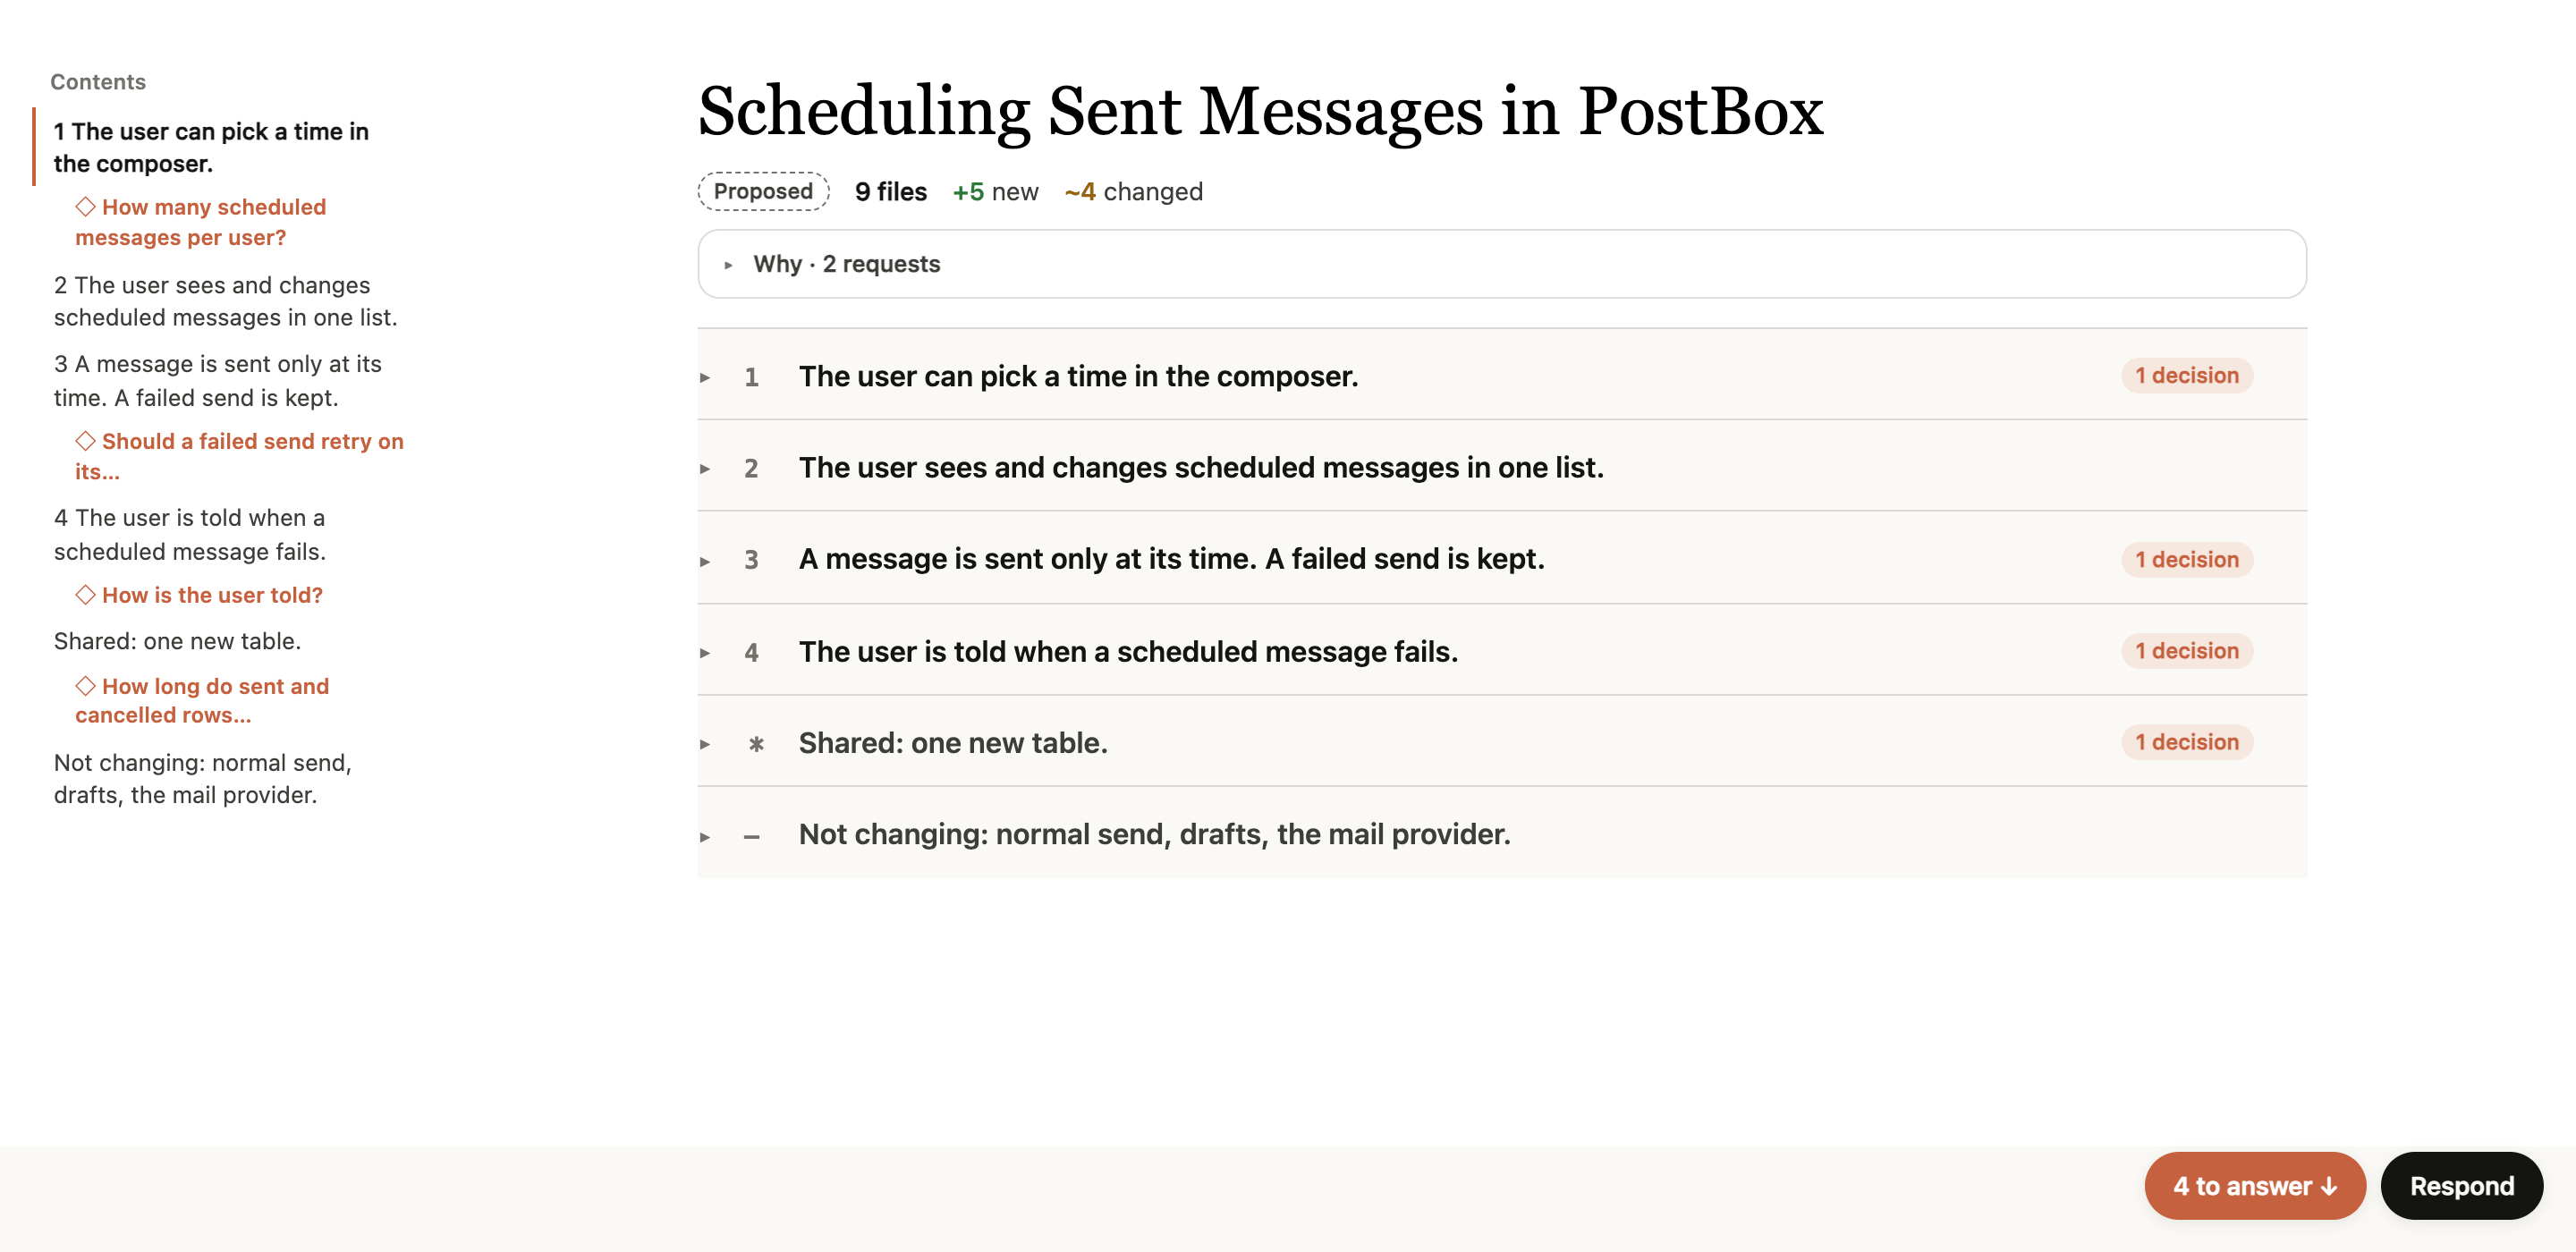 Contents
1 The user can pick a time in
the composer.
◇ How many scheduled
messages per user?
2 The user sees and changes
scheduled messages in one list.
3 A message is sent only at its
time. A failed send is kept.
◇ Should a failed send retry on
its...
4 The user is told when a
scheduled message fails.
◇ How is the user told?
Shared: one new table.
◇ How long do sent and
cancelled rows...
Not changing: normal send,
drafts, the mail provider.
Scheduling Sent Messages in PostBox
Proposed 9 files +5 new ~4 changed
▸ Why · 2 requests
▸ 1 The user can pick a time in the composer. 1 decision
▸ 2 The user sees and changes scheduled messages in one list.
▸ 3 A message is sent only at its time. A failed send is kept. 1 decision
▸ 4 The user is told when a scheduled message fails. 1 decision
▸ * Shared: one new table. 1 decision
▸ – Not changing: normal send, drafts, the mail provider.
4 to answer ↓ Respond